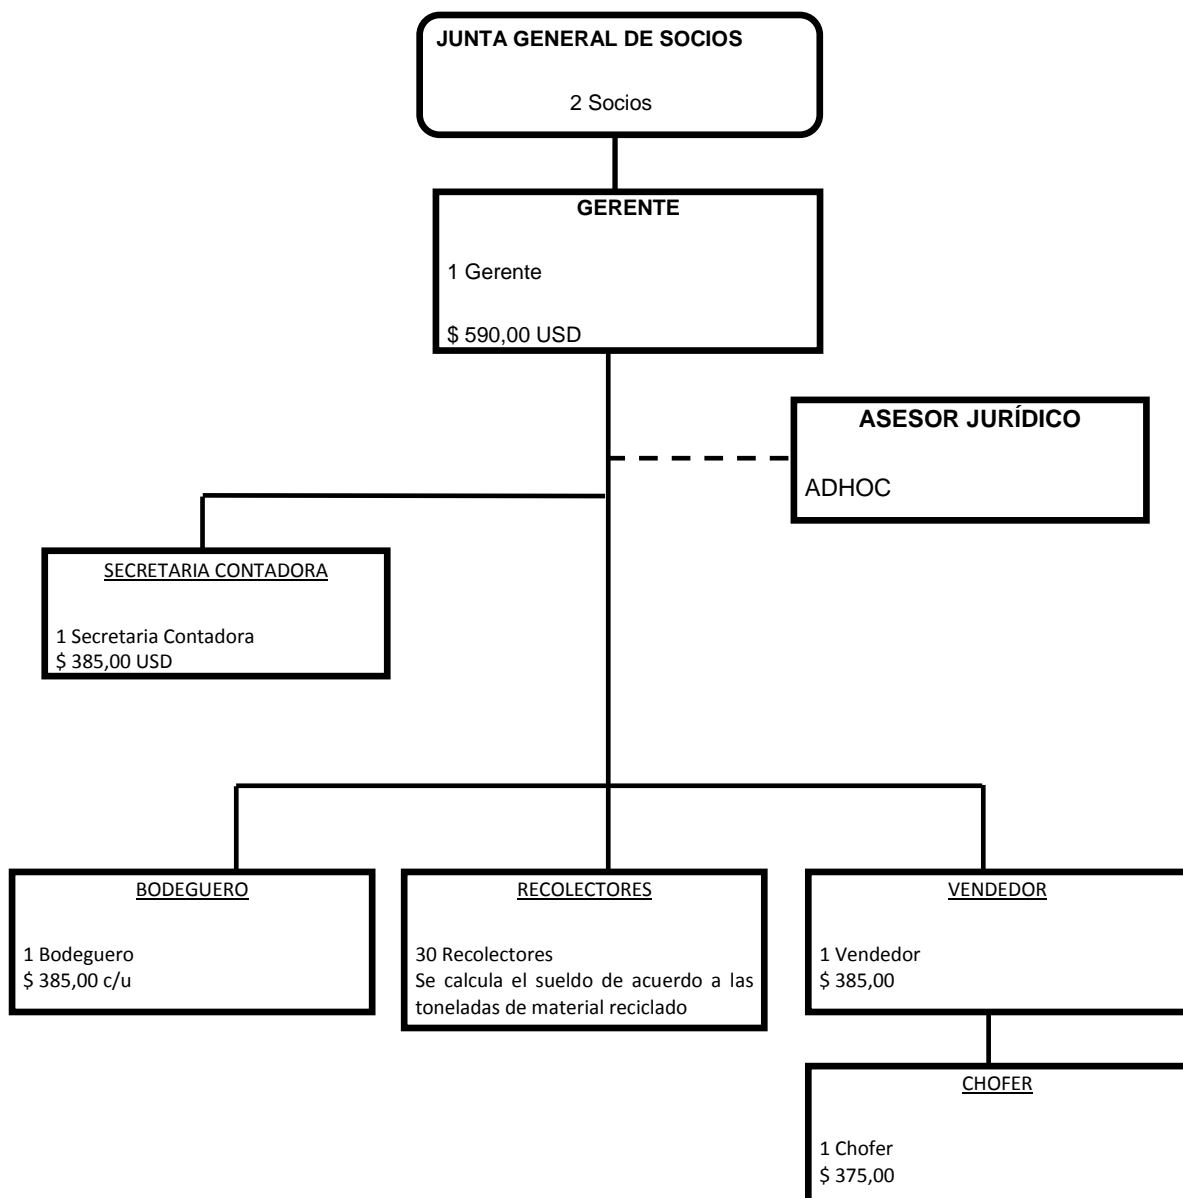 JUNTA GENERAL DE SOCIOS
2 Socios
GERENTE
1 Gerente
$ 590,00 USD
ASESOR JURÍDICO
ADHOC
SECRETARIA CONTADORA
1 Secretaria Contadora
$ 385,00 USD
BODEGUERO
1 Bodeguero
$ 385,00 c/u
RECOLECTORES
30 Recolectores
Se calcula el sueldo de acuerdo a las
toneladas de material reciclado
VENDEDOR
1 Vendedor
$ 385,00
CHOFER
1 Chofer
$ 375,00